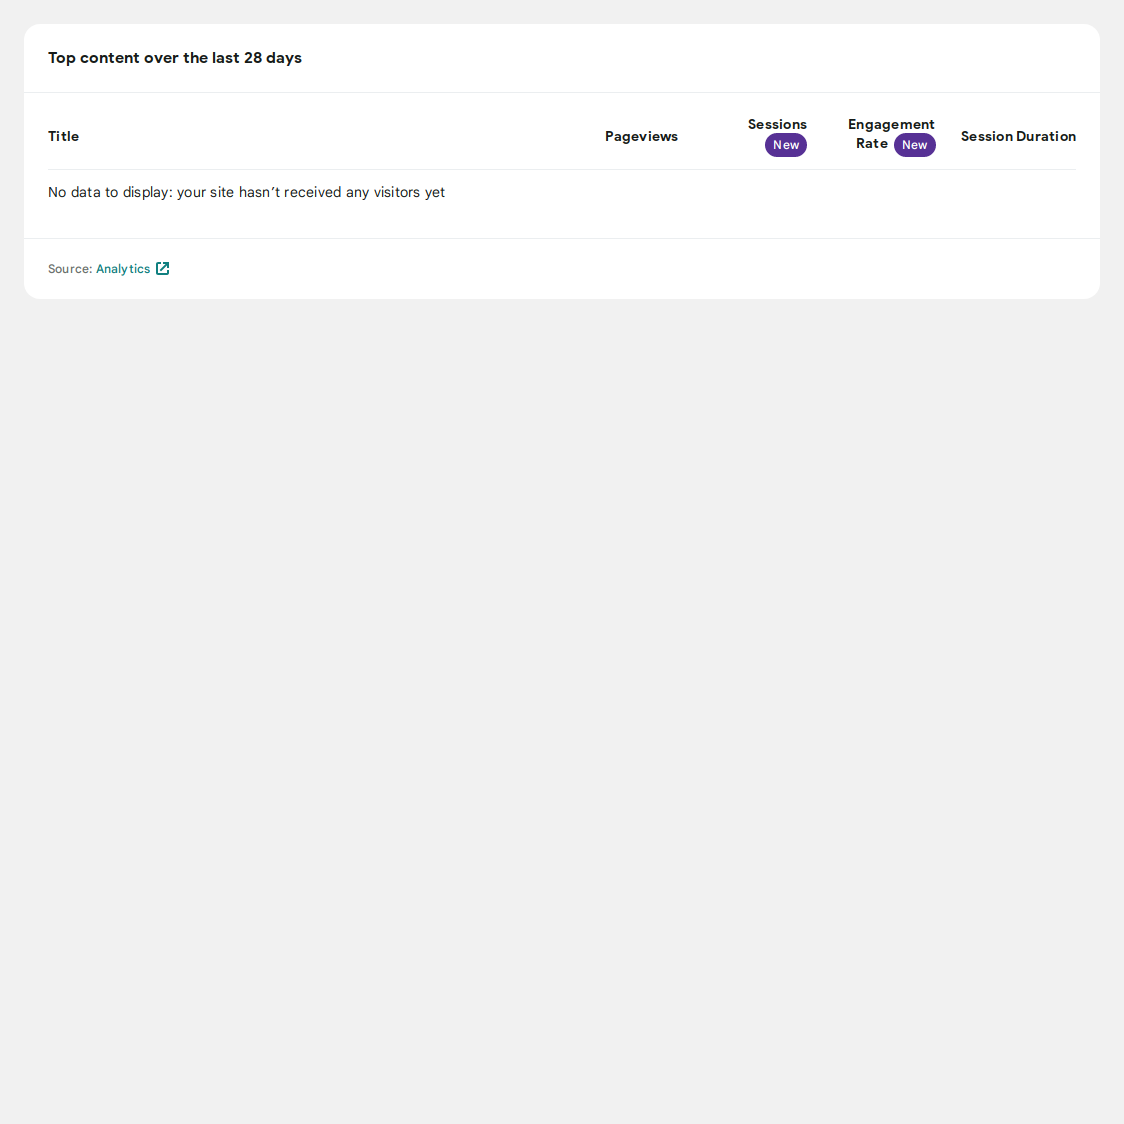 Top content over the last 28 days
Title
Pageviews
Sessions
New
Engagement
Rate New
Session Duration
No data to display: your site hasn’t received any visitors yet
Source: Analytics